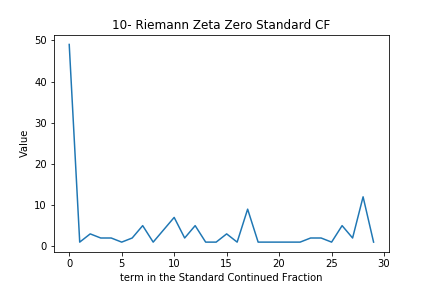 10- Riemann Zeta Zero Standard CF
Value
50
40
30
20
10
0
0 5 10 15 20 25 30
term in the Standard Continued Fraction